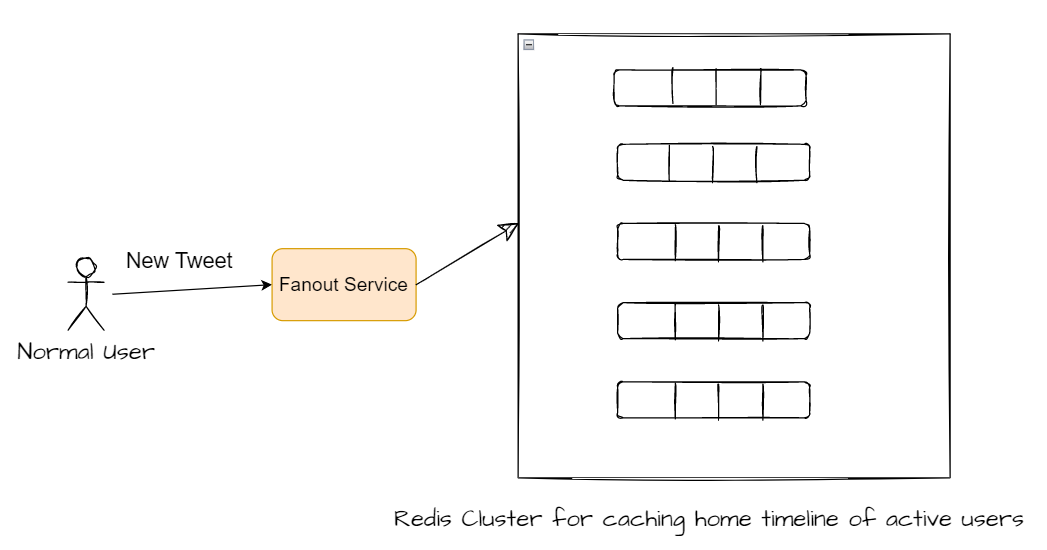 New Tweet
Fanout Service
Normal User
Redis Cluster for caching home timeline of active users